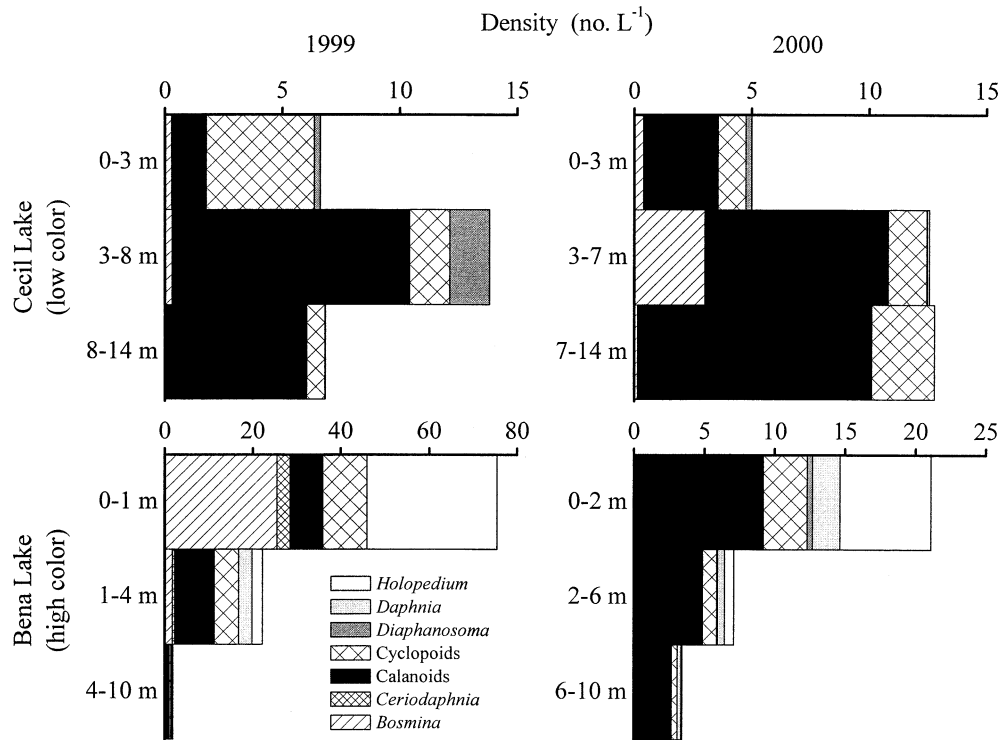 Density (no. L-1)
1999
2000
0 5 10 15
0 5 10 15
Cecil Lake
(low color)
0-3 m
3-8 m
8-14 m
0-3 m
3-7 m
7-14 m
0 20 40 60 80
0 5 10 15 20 25
Bena Lake
(high color)
0-1 m
1-4 m
4-10 m
0-2 m
2-6 m
6-10 m
Holopedium
Daphnia
Diaphanosoma
Cyclopoids
Calanoids
Ceriodaphnia
Bosmina